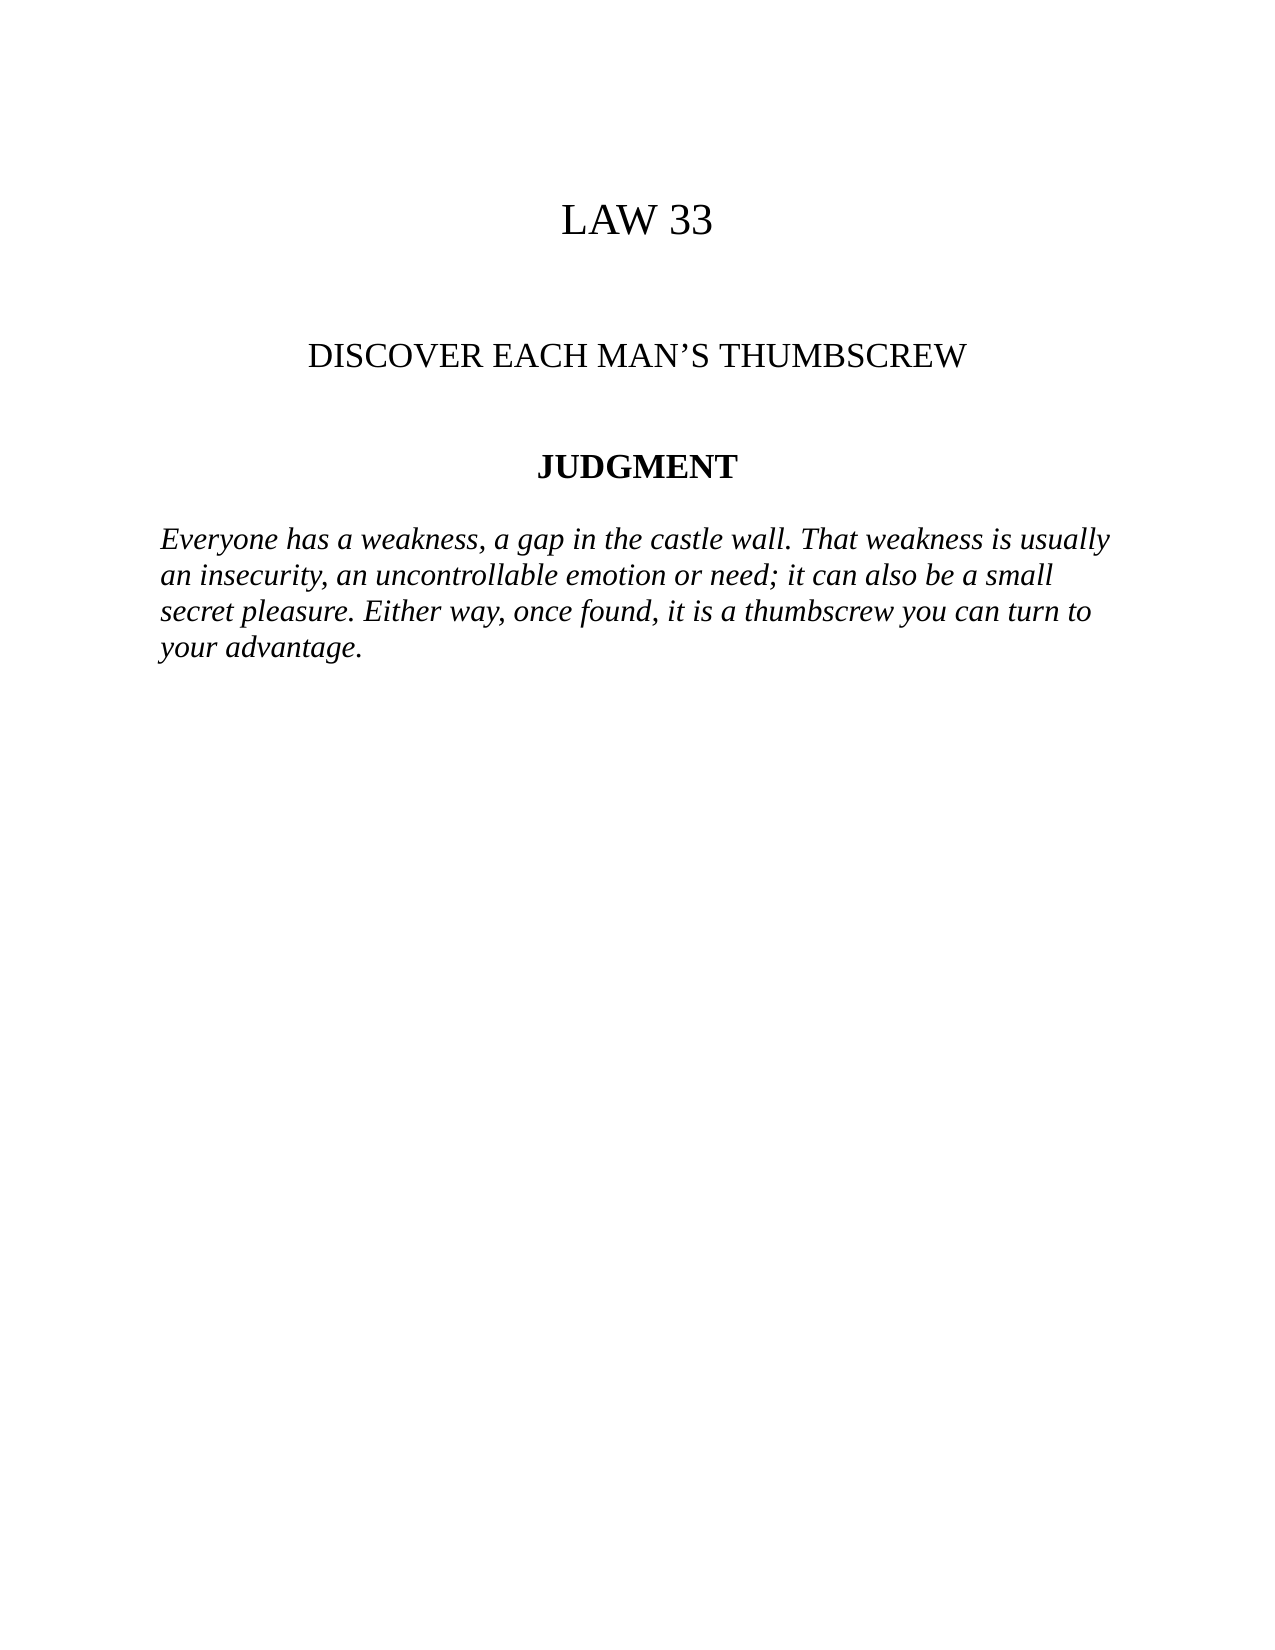 LAW 33
DISCOVER EACH MAN’S THUMBSCREW
JUDGMENT
Everyone has a weakness, a gap in the castle wall. That weakness is usually
an insecurity, an uncontrollable emotion or need; it can also be a small
secret pleasure. Either way, once found, it is a thumbscrew you can turn to
your advantage.